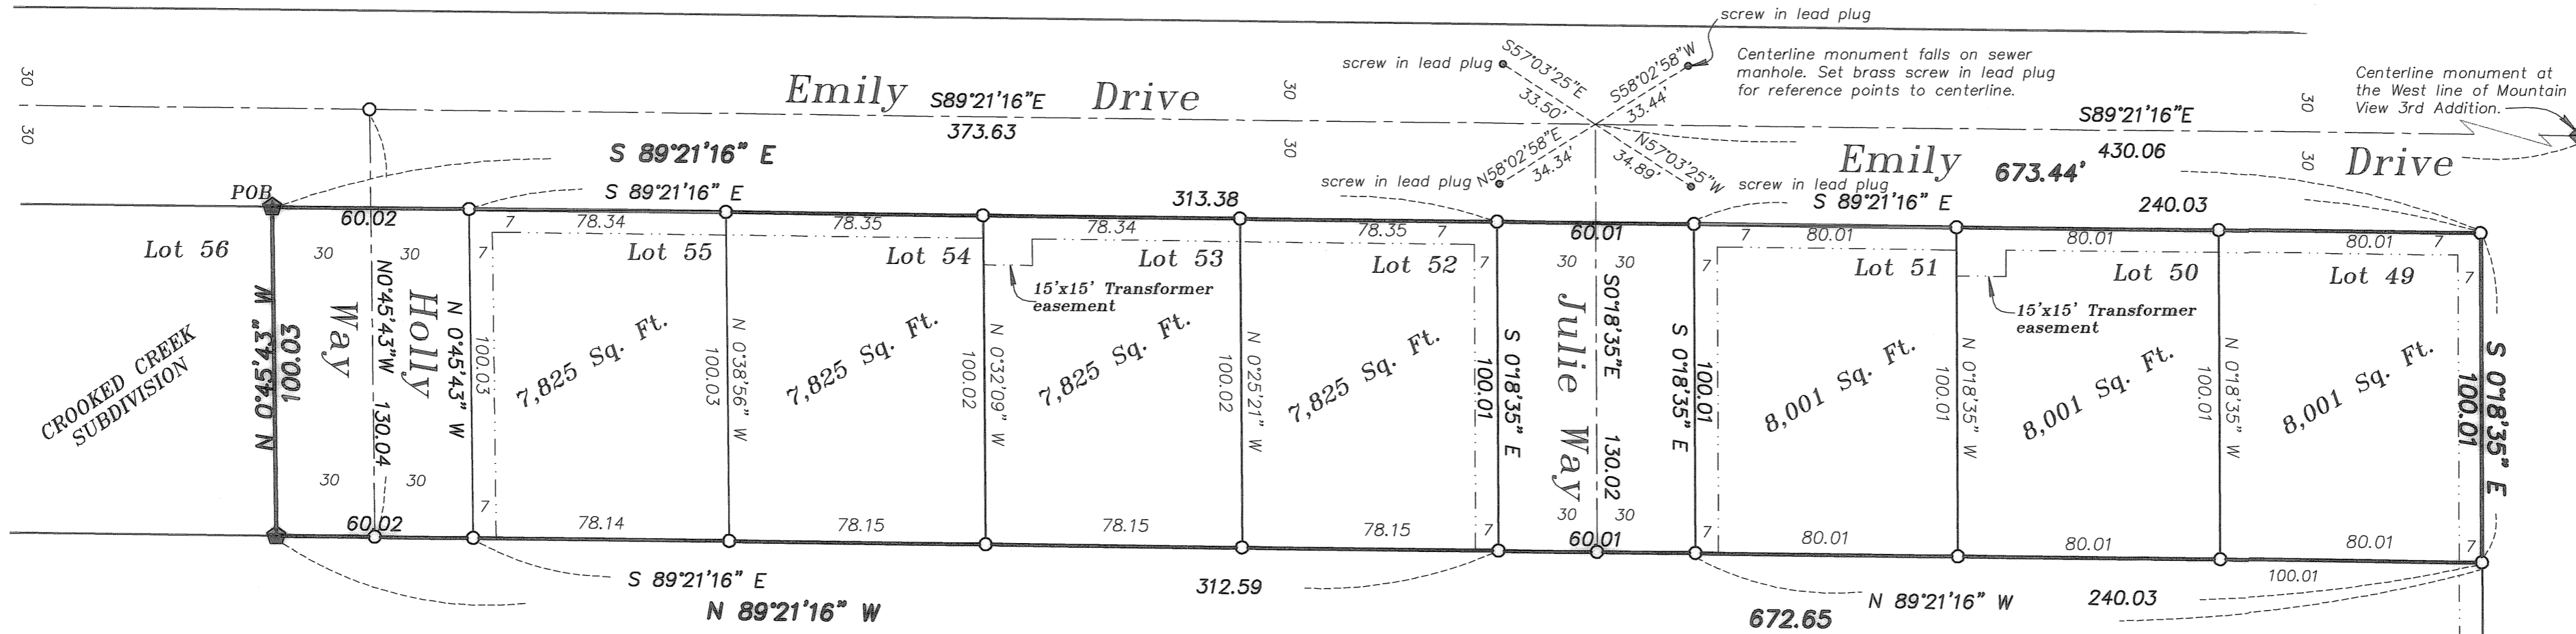 screw in lead plug
screw in lead plug
S57°03'25"E
33.50'
S58°02'58"W
33.44'
Centerline monument falls on sewer
manhole. Set brass screw in lead plug
for reference points to centerline.
Centerline monument at
the West line of Mountain
View 3rd Addition.
30
30
Emily Drive
S89°21'16"E
373.63
30
30
S89°21'16"E
430.06
30
30
Emily Drive
673.44'
S 89°21'16" E
S 89°21'16" E
313.38
screw in lead plug
N58°02'58"E
34.34'
N57°03'25"W
34.89'
screw in lead plug
S 89°21'16" E
240.03
POB
60.02
7
78.34
78.35
78.34
78.35
7
60.01
7
80.01
80.01
80.01
7
Lot 56
30
30
7
Lot 55
Lot 54
Lot 53
Lot 52
7
30
30
7
Lot 51
Lot 50
Lot 49
7
15'x15' Transformer
easement
15'x15' Transformer
easement
CROOKED CREEK
SUBDIVISION
N 0°45'43" W
100.03
Holly
Way
N0°45'43"W 130.04
N 0°45'43" W
100.03
7,825 Sq. Ft.
N 0°38'56" W
100.03
7,825 Sq. Ft.
N 0°32'09" W
100.02
7,825 Sq. Ft.
N 0°25'21" W
100.02
7,825 Sq. Ft.
S 0°18'35" E
100.01
Julie Way
S0°18'35"E 130.02
S 0°18'35" E
100.01
8,001 Sq. Ft.
N 0°18'35" W
100.01
8,001 Sq. Ft.
N 0°18'35" W
100.01
8,001 Sq. Ft.
S 0°18'35" E
100.01
30
30
7
30
30
7
7
7
60.02
78.14
78.15
78.15
78.15
60.01
80.01
80.01
80.01
S 89°21'16" E
312.59
100.01
N 89°21'16" W
240.03
N 89°21'16" W
672.65